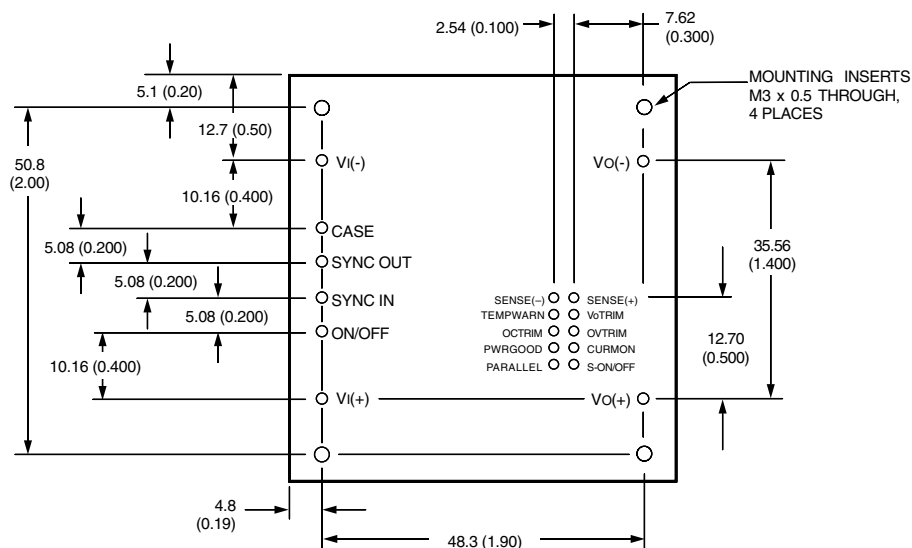 2.54 (0.100)
7.62
(0.300)
5.1 (0.20)
MOUNTING INSERTS
M3 x 0.5 THROUGH,
4 PLACES
12.7 (0.50)
50.8
(2.00)
VI(-)
VO(-)
10.16 (0.400)
CASE
5.08 (0.200)
SYNC OUT
35.56
(1.400)
5.08 (0.200)
SYNC IN
SENSE(–)
SENSE(+)
5.08 (0.200)
TEMPWARN
VoTRIM
ON/OFF
OCTRIM
OVTRIM
12.70
(0.500)
PWRGOOD
CURMON
10.16 (0.400)
PARALLEL
S-ON/OFF
VI(+)
VO(+)
4.8
(0.19)
48.3 (1.90)